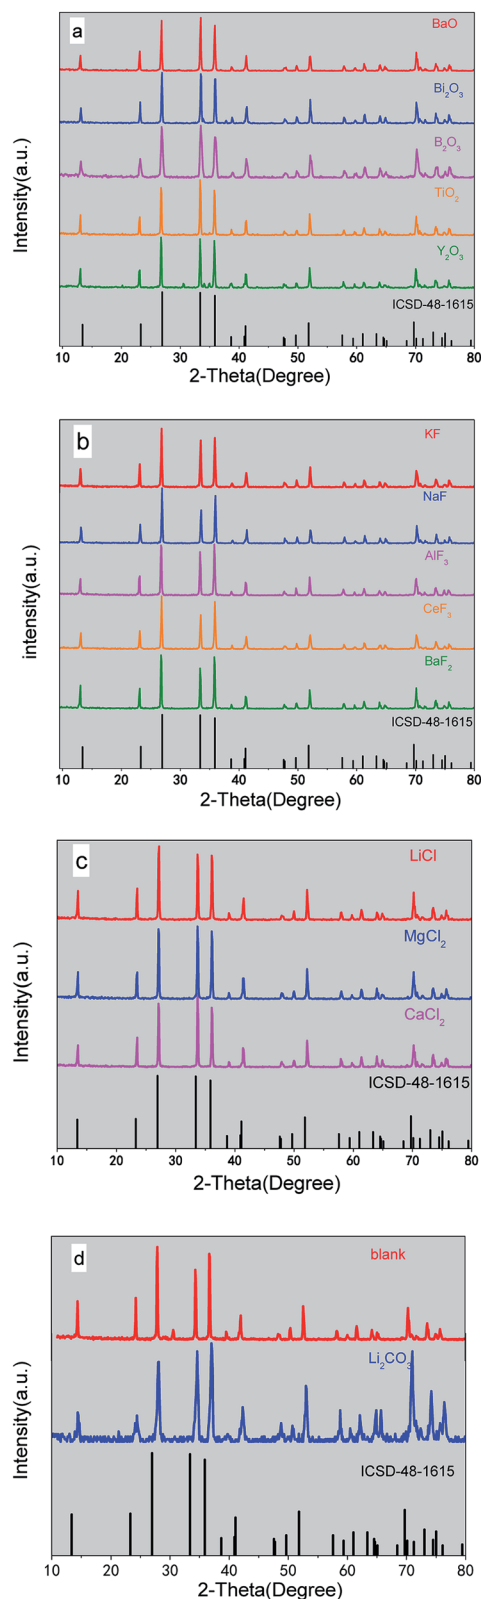 a
BaO
Bi₂O₃
B₂O₃
TiO₂
Y₂O₃
ICSD-48-1615
Intensity(a.u.)
10 20 30 40 50 60 70 80
2-Theta(Degree)
b
KF
NaF
AlF₃
CeF₃
BaF₂
ICSD-48-1615
intensity(a.u.)
10 20 30 40 50 60 70 80
2-Theta(Degree)
c
LiCl
MgCl₂
CaCl₂
ICSD-48-1615
Intensity(a.u.)
10 20 30 40 50 60 70 80
2-Theta(Degree)
d
blank
Li₂CO₃
ICSD-48-1615
Intensity(a.u.)
10 20 30 40 50 60 70 80
2-Theta(Degree)